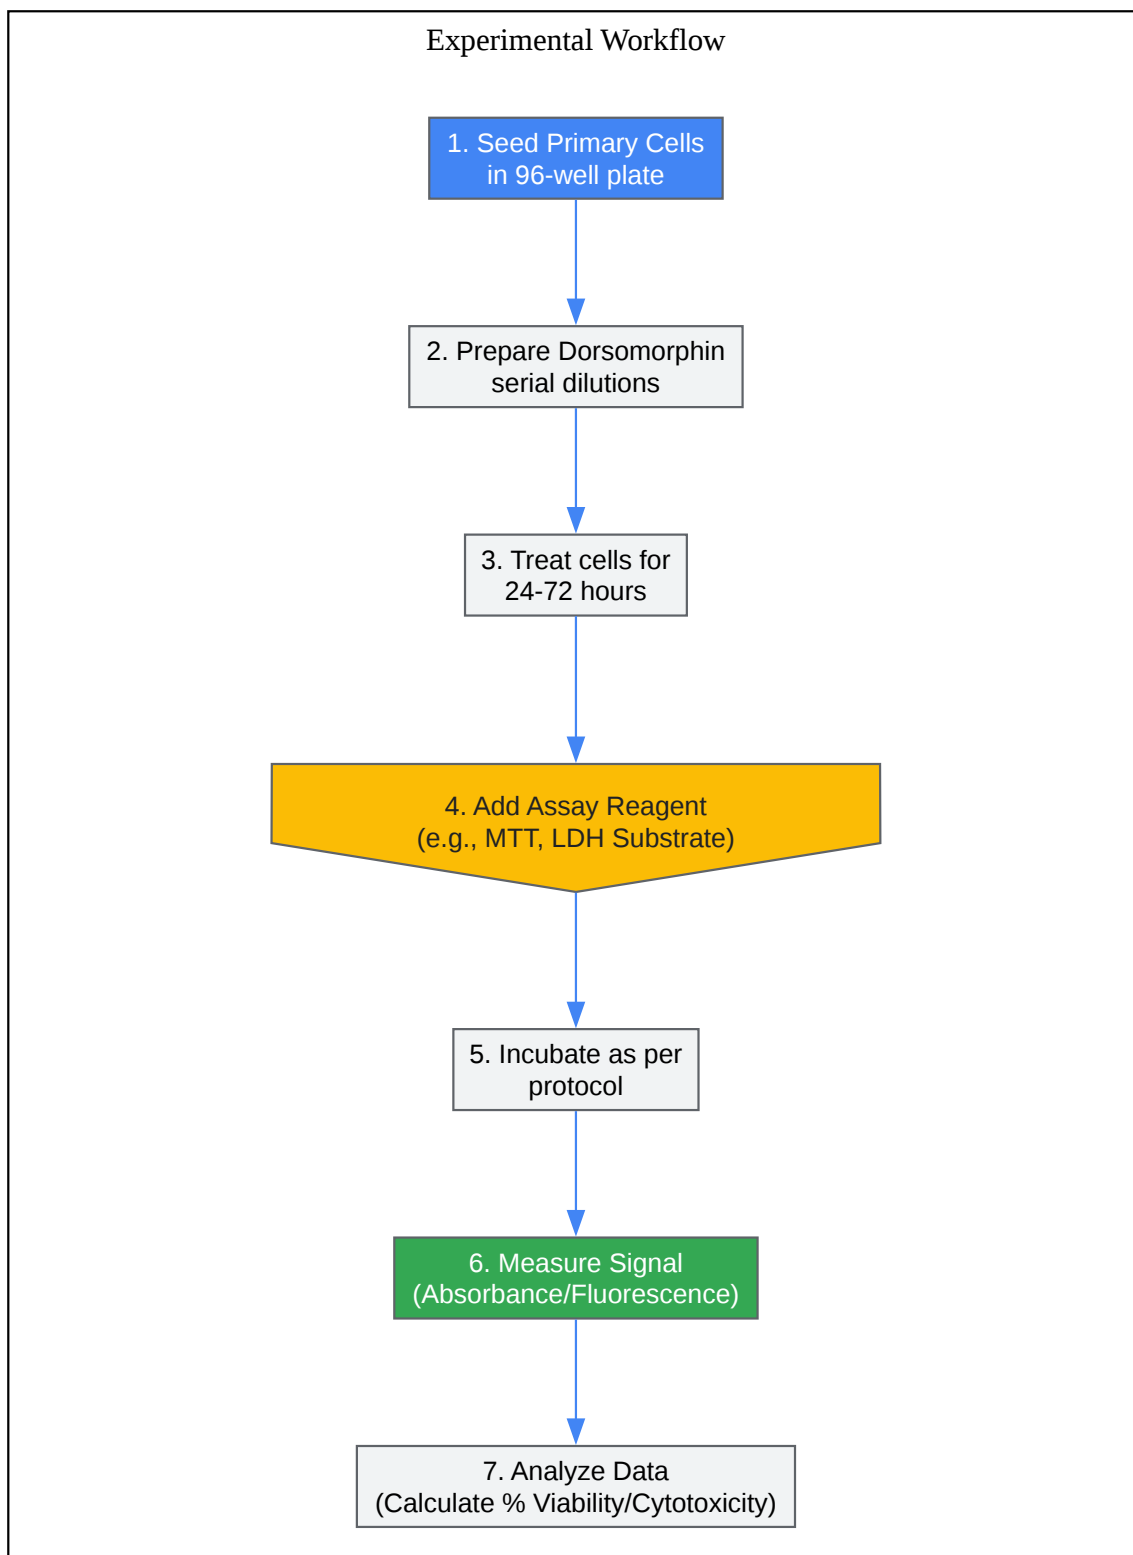 Experimental Workflow
1. Seed Primary Cells
in 96-well plate
2. Prepare Dorsomorphin
serial dilutions
3. Treat cells for
24-72 hours
4. Add Assay Reagent
(e.g., MTT, LDH Substrate)
5. Incubate as per
protocol
6. Measure Signal
(Absorbance/Fluorescence)
7. Analyze Data
(Calculate % Viability/Cytotoxicity)